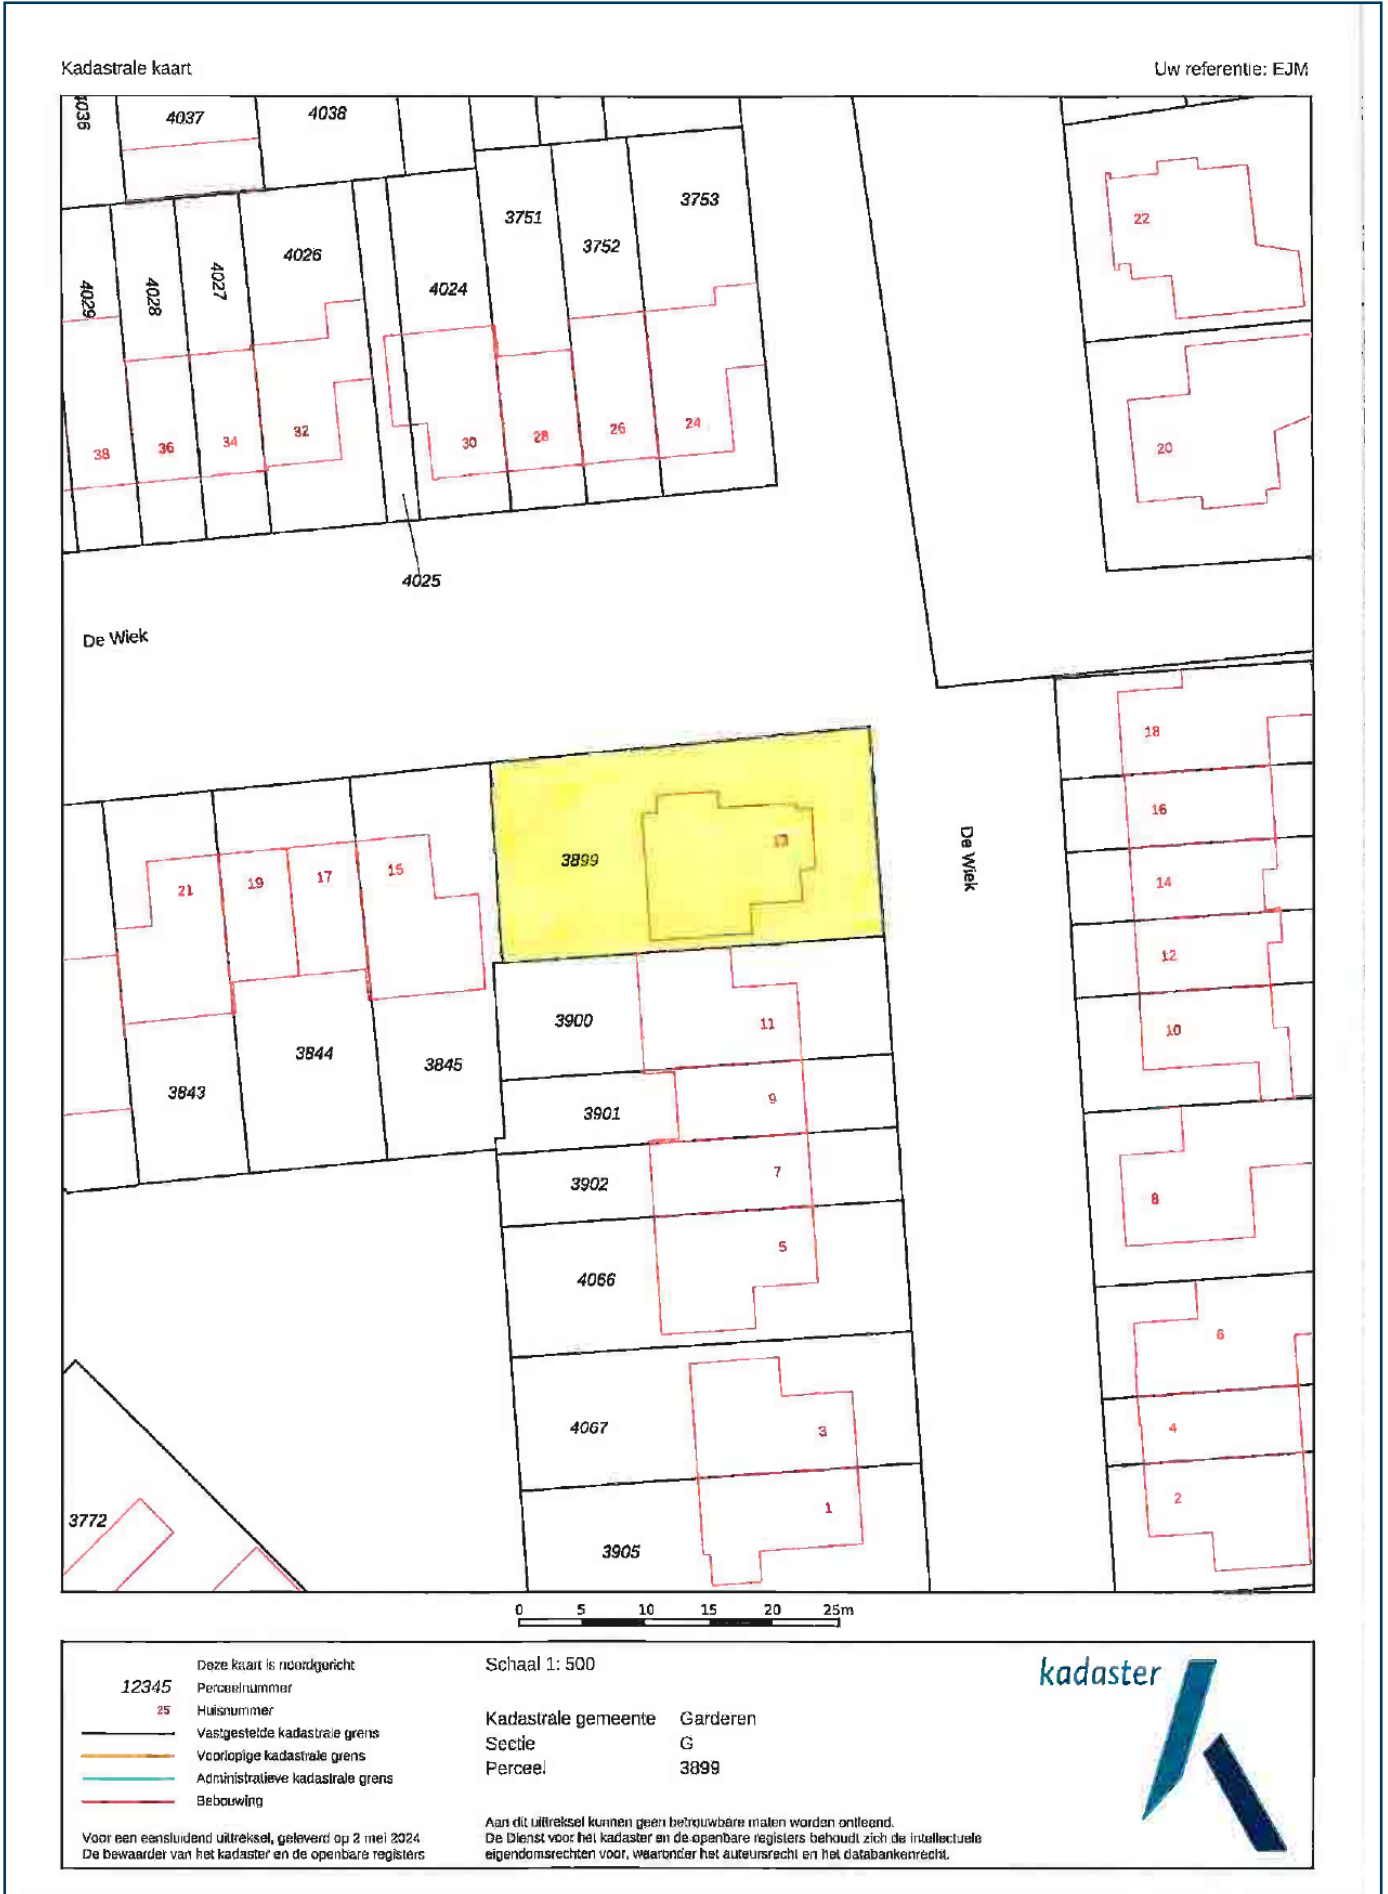 Kadastrale kaart
Uw referentie: EJM
4036
4037
4038
3751
3752
3753
4029
4028
4027
4026
4024
22
20
38
36
34
32
30
28
26
24
4025
De Wiek
18
16
14
12
10
De Wiek
3899
13
21
19
17
15
3900
11
3844
3845
3843
3901
9
3902
7
8
4066
5
6
4067
3
4
3772
2
1
3905
0 5 10 15 20 25m
Deze kaart is noordgericht
12345 Perceelnummer
25 Huisnummer
Vastgestelde kadastrale grens
Voorlopige kadastrale grens
Administratieve kadastrale grens
Bebouwing
Voor een eensluidend uittreksel, geleverd op 2 mei 2024
De bewaarder van het kadaster en de openbare registers
Schaal 1: 500
Kadastrale gemeente Garderen
Sectie G
Perceel 3899
Aan dit uittreksel kunnen geen betrouwbare maten worden ontleend.
De Dienst voor het kadaster en de openbare registers behoudt zich de intellectuele
eigendomsrechten voor, waaronder het auteursrecht en het databankenrecht.
kadaster